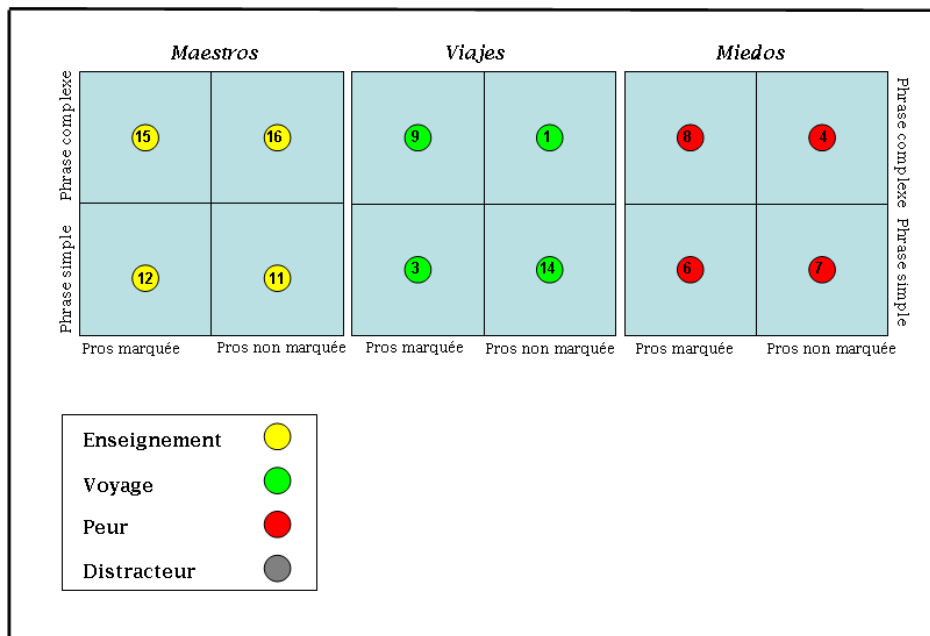 Maestros Viajes Miedos
Phrase complexe 15 16 9 1 8 4 Phrase complexe
Phrase simple 12 11 3 14 6 7 Phrase simple
Pros marquée Pros non marquée Pros marquée Pros non marquée Pros marquée Pros non marquée
Enseignement
Voyage
Peur
Distracteur